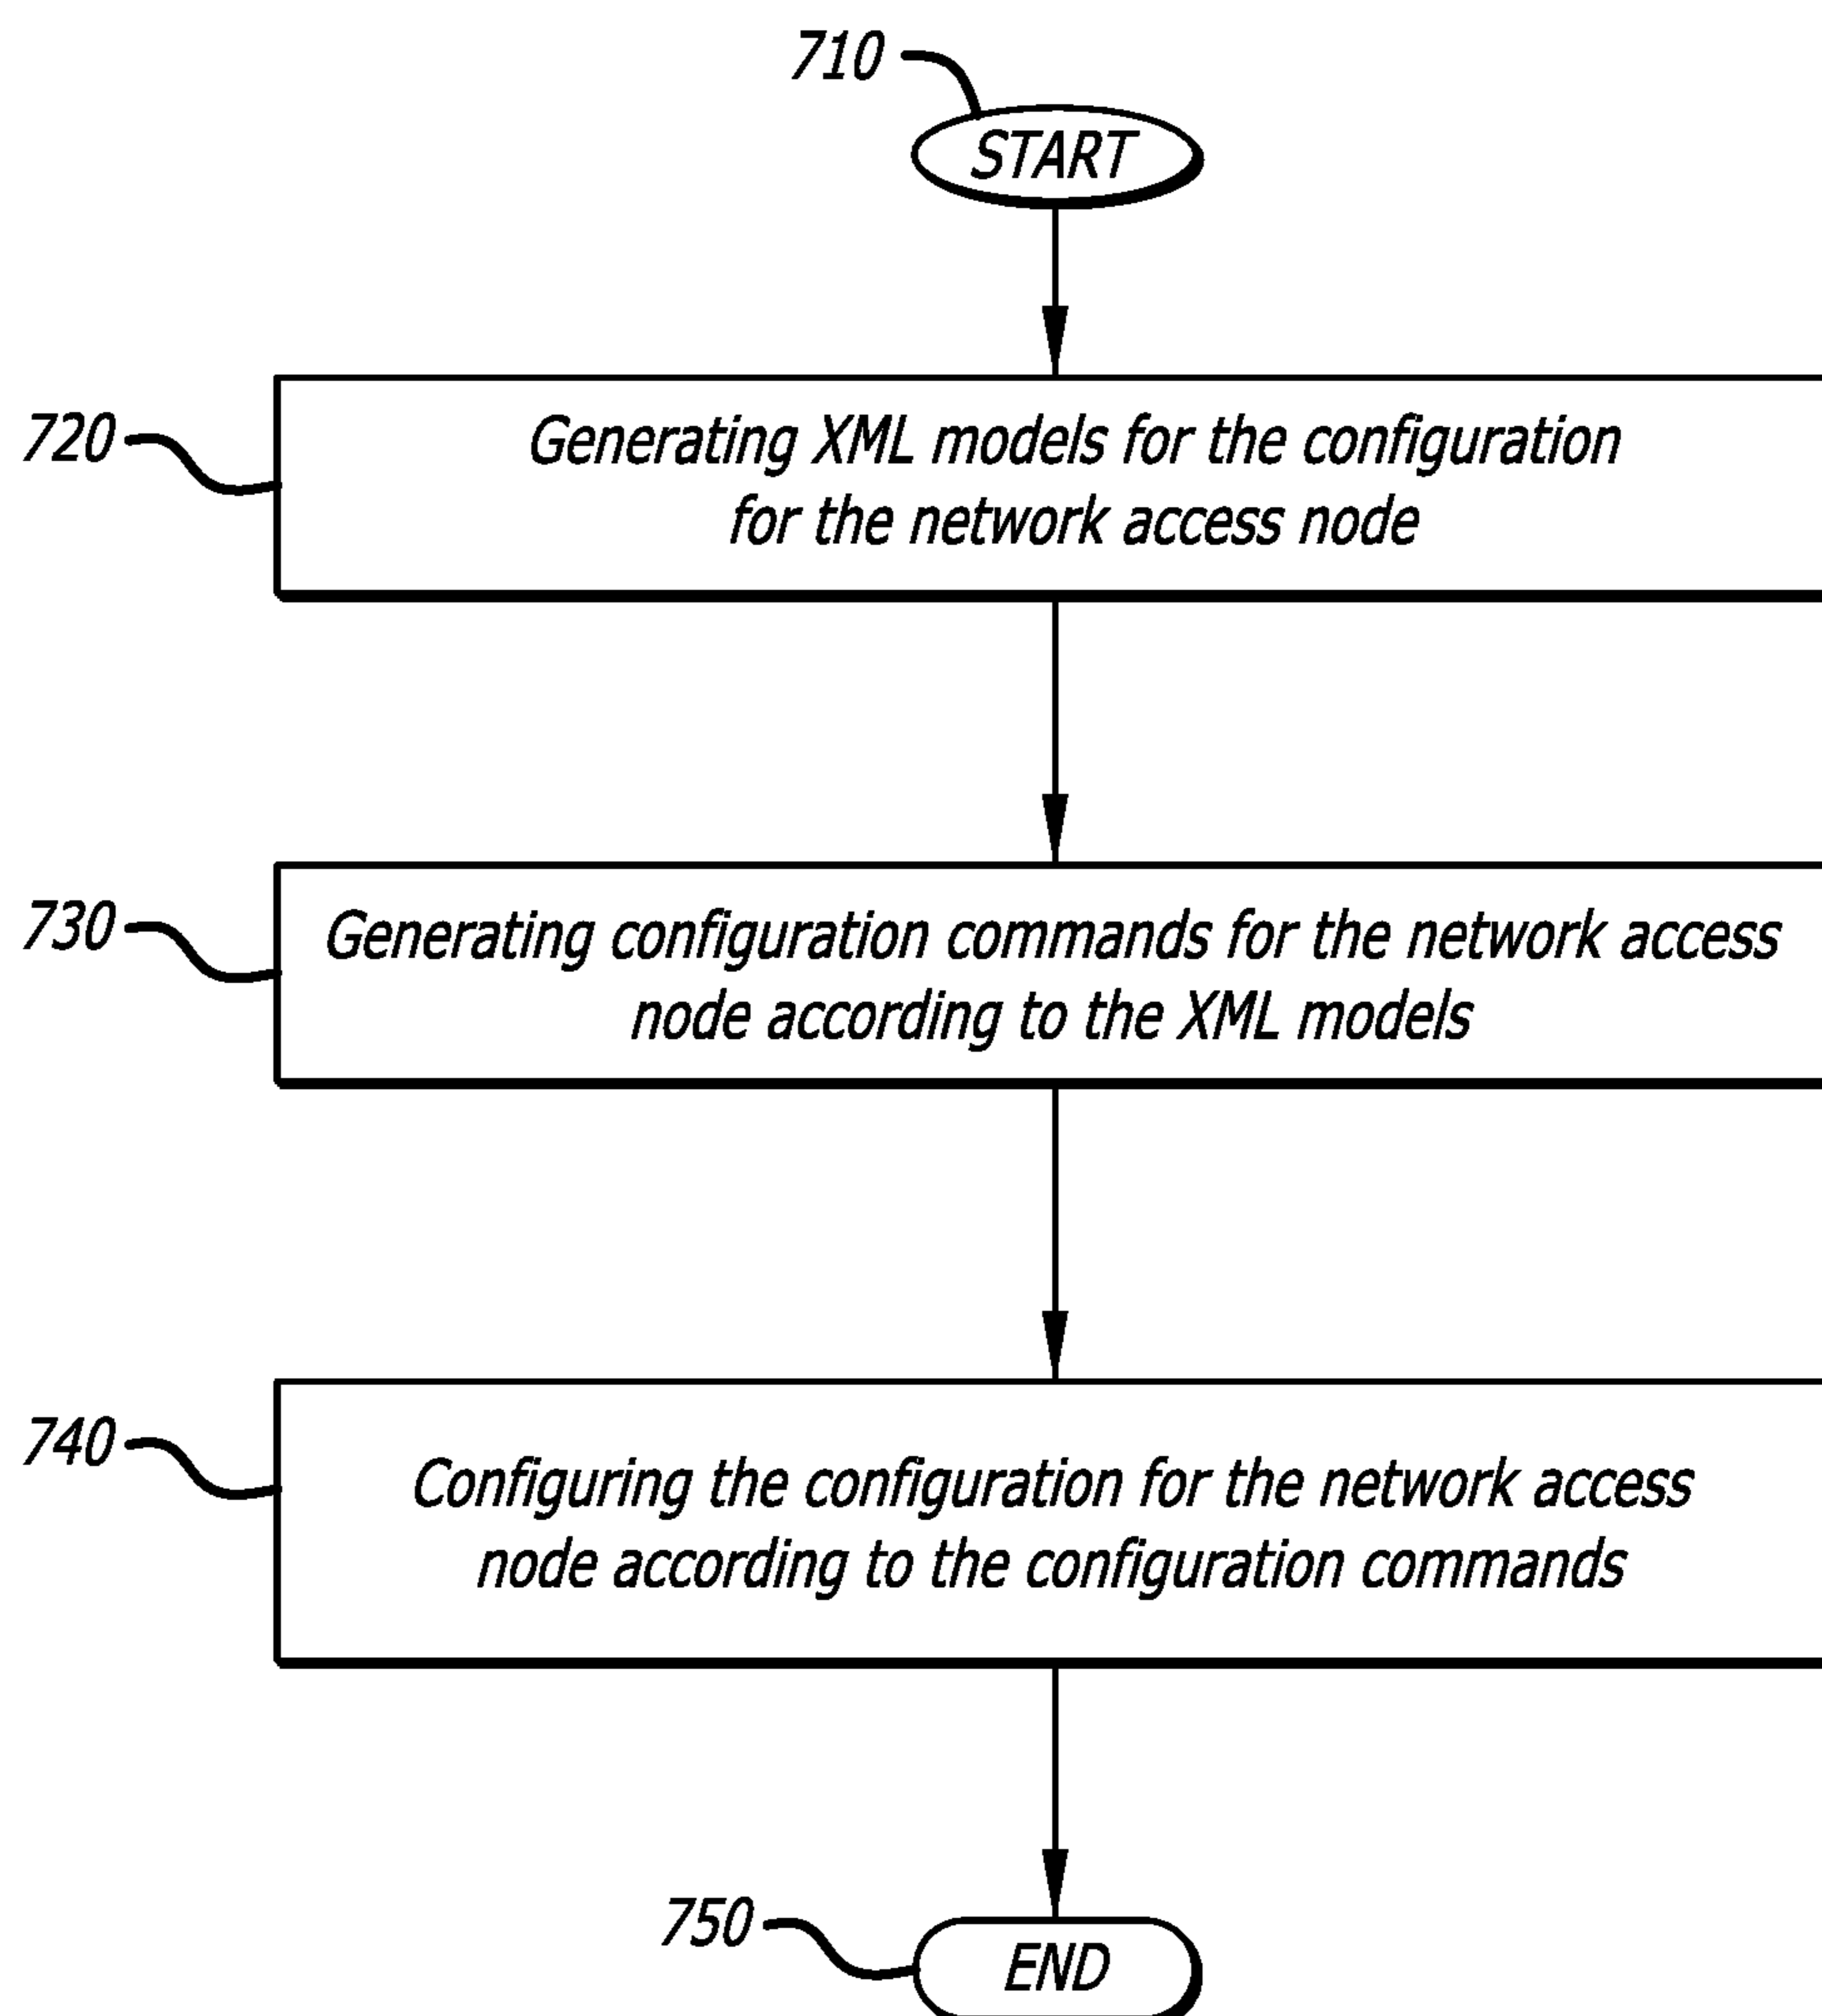 710
START
720
Generating XML models for the configuration
for the network access node
730
Generating configuration commands for the network access
node according to the XML models
740
Configuring the configuration for the network access
node according to the configuration commands
750
END